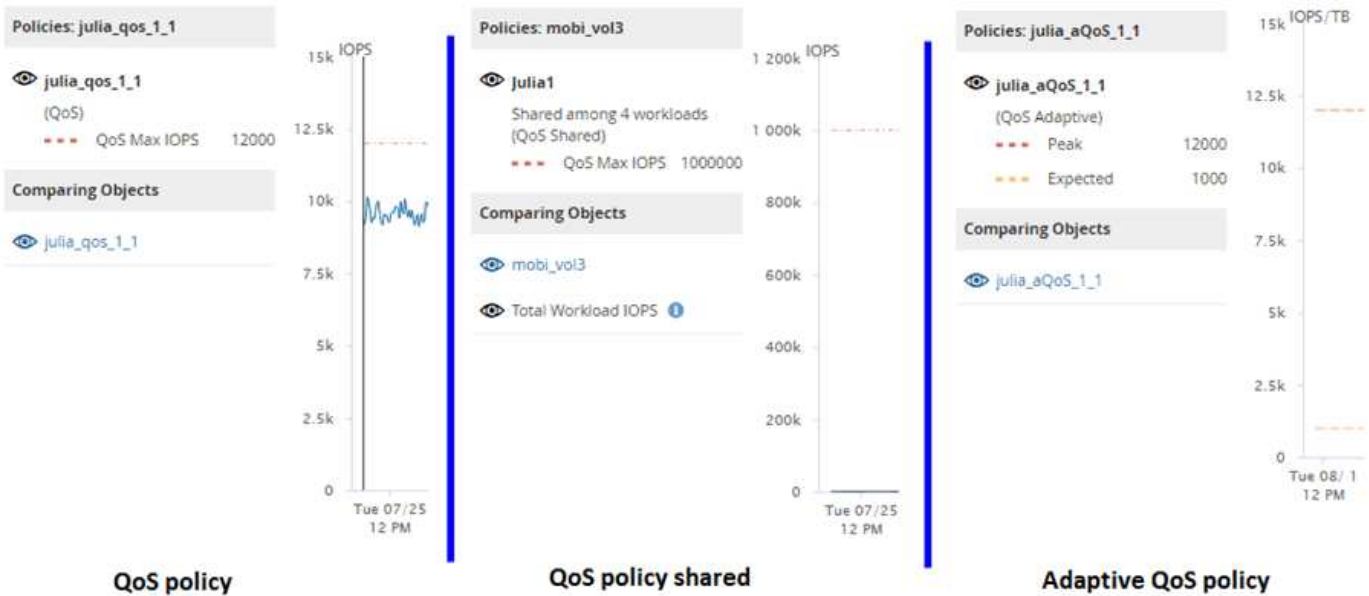 Policies: julia_qos_1_1
julia_qos_1_1
(QoS)
QoS Max IOPS 12000
Comparing Objects
julia_qos_1_1
IOPS
15k
12.5k
10k
7.5k
5k
2.5k
0
Tue 07/25
12 PM
QoS policy
Policies: mobi_vol3
Julia1
Shared among 4 workloads
(QoS Shared)
QoS Max IOPS 1000000
Comparing Objects
mobi_vol3
Total Workload IOPS
IOPS
1 200k
1 000k
800k
600k
400k
200k
0
Tue 07/25
12 PM
QoS policy shared
Policies: julia_aQoS_1_1
julia_aQoS_1_1
(QoS Adaptive)
Peak 12000
Expected 1000
Comparing Objects
julia_aQoS_1_1
IOPS/TB
15k
12.5k
10k
7.5k
5k
2.5k
0
Tue 08/ 1
12 PM
Adaptive QoS policy